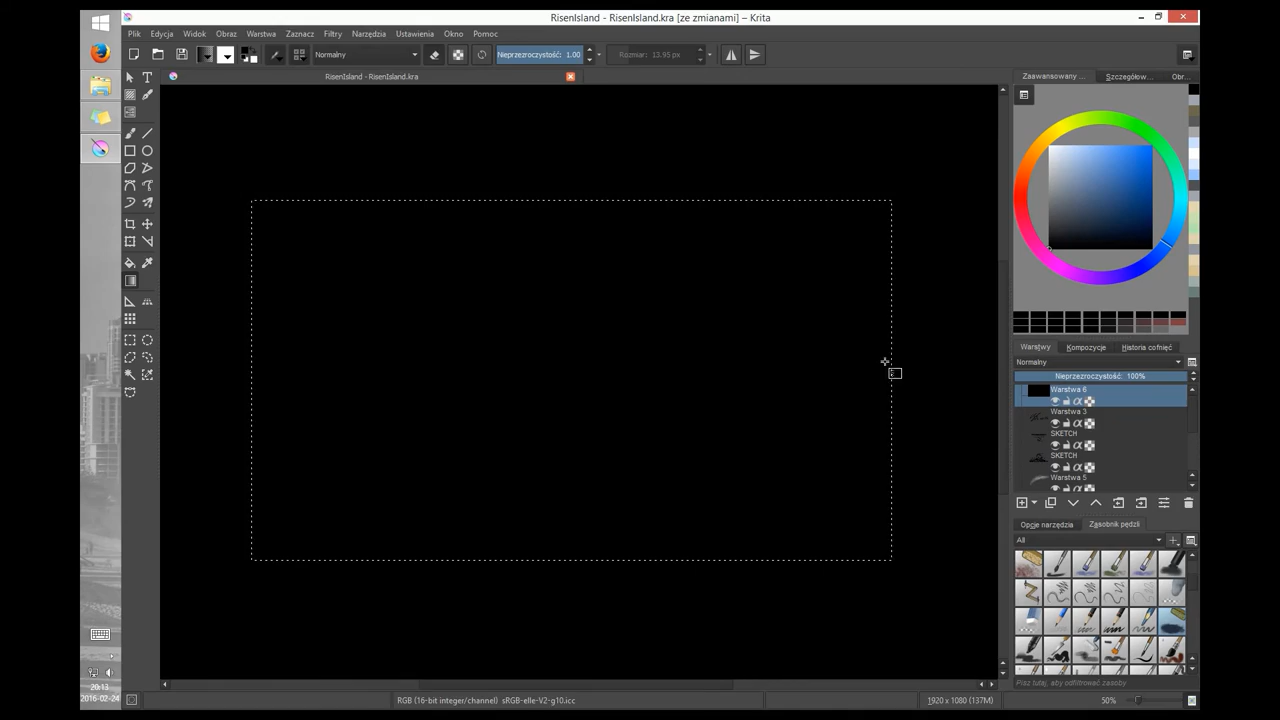 RisenIsland - RisenIsland.kra [ze zmianami] – Krita
Plik Edycja Widok Obraz Warstwa Zaznacz Filtry Narzędzia Ustawienia Okno Pomoc
Normalny Nieprzezroczystość: 1.00 Rozmiar: 13.95 px
RisenIsland - RisenIsland.kra
Zaawansowany ... Szczegółow... Obr...
Warstwy Kompozycje Historia cofnięć
Normalny
Nieprzezroczystość: 100%
Warstwa 6
Warstwa 3
SKETCH
SKETCH
Warstwa 5
Opcje narzędzia Zasobnik pędzli
All
Pisz tutaj, aby odfiltrować zasoby
20:13
2016-02-24
RGB (16-bit integer/channel) sRGB-elle-V2-g10.icc
1920 x 1080 (137M)
50%